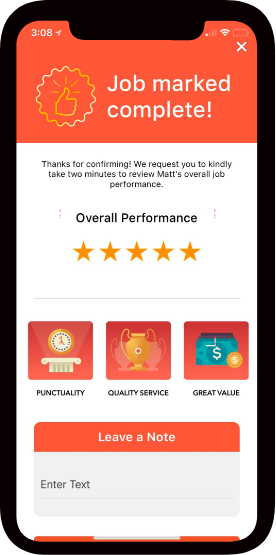 3:08
Job marked
complete!
Thanks for confirming! We request you to kindly
take two minutes to review Matt's overall job
performance.
Overall Performance
PUNCTUALITY QUALITY SERVICE GREAT VALUE
$
$
Leave a Note
Enter Text